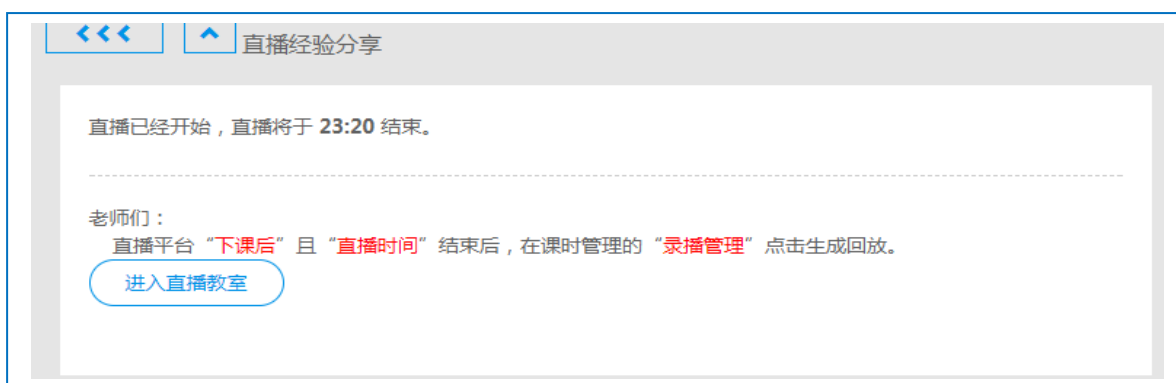 直播经验分享
直播已经开始，直播将于 23:20 结束。
老师们：
直播平台“下课后”且“直播时间”结束后，在课时管理的“录播管理”点击生成回放。
进入直播教室